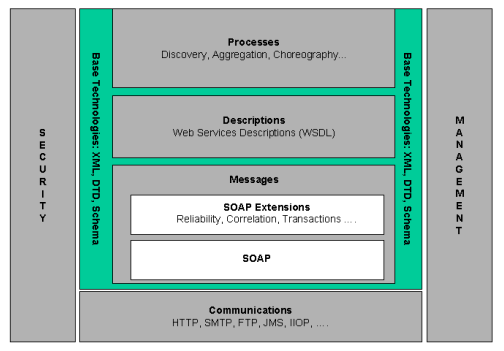 Processes
Discovery, Aggregation, Choreography...
Base Technologies: XML, DTD, Schema
Base Technologies: XML, DTD, Schema
Descriptions
Web Services Descriptions (WSDL)
SECURITY
MANAGEMENT
Messages
SOAP Extensions
Reliability, Correlation, Transactions ....
SOAP
Communications
HTTP, SMTP, FTP, JMS, IIOP, ....